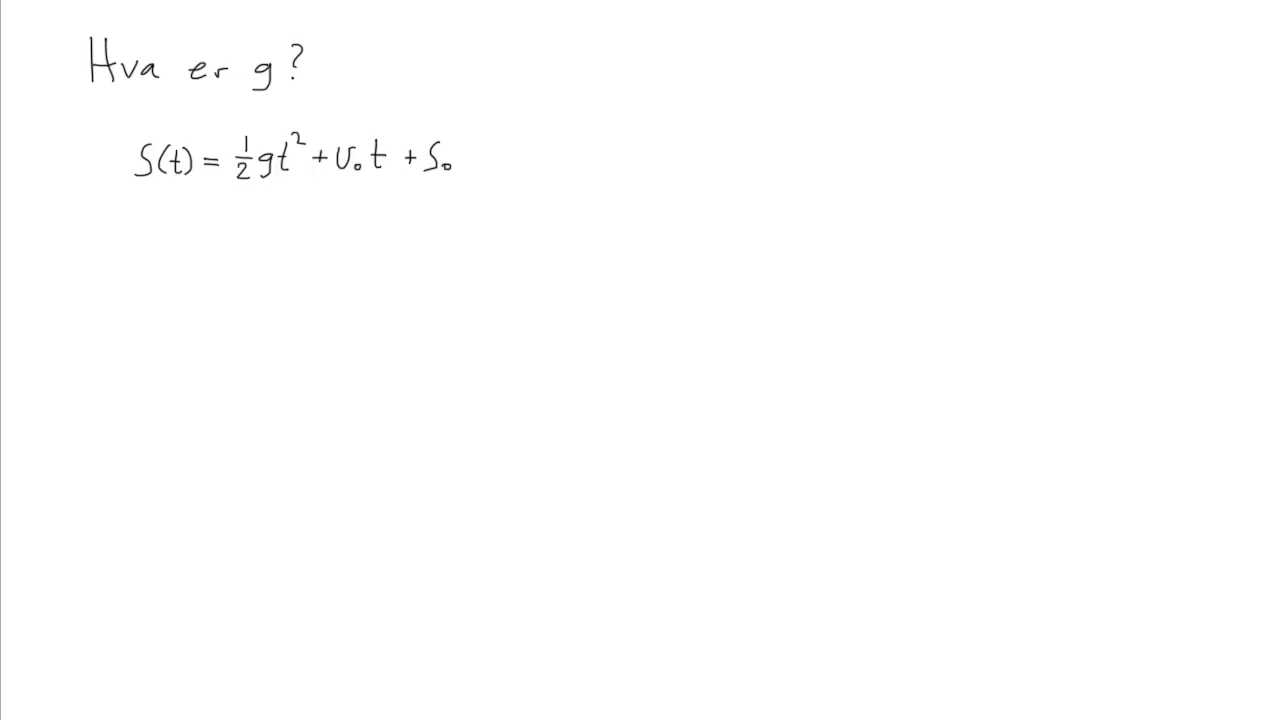 Hva er g?
S(t) = ½gt² + v₀t + S₀